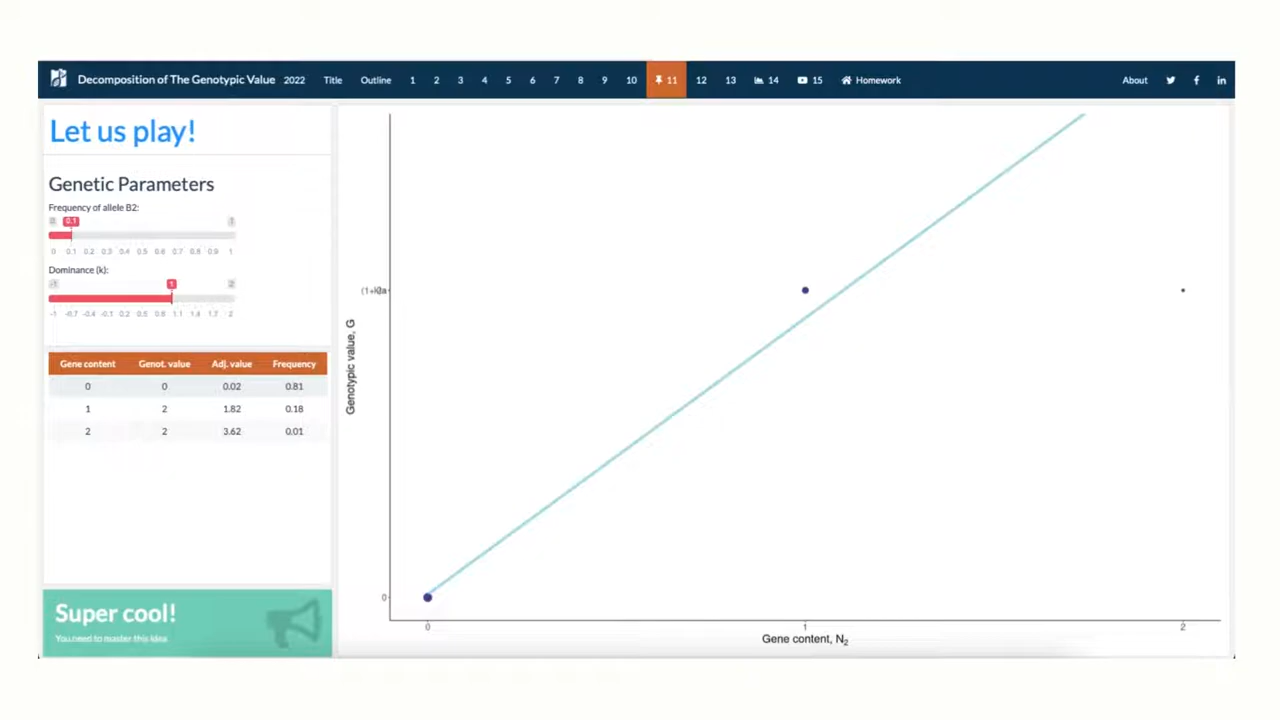 Decomposition of The Genotypic Value 2022 Title Outline 1 2 3 4 5 6 7 8 9 10 11 12 13 14 15 Homework About
Let us play!
Genetic Parameters
Frequency of allele B2:
0 0.1 1
0 0.1 0.2 0.3 0.4 0.5 0.6 0.7 0.8 0.9 1
Dominance (k):
-1 1 2
-1 -0.7 -0.4 -0.1 0.2 0.5 0.8 1.1 1.4 1.7 2
Gene content Genot. value Adj. value Frequency
0 0 0.02 0.81
1 2 1.82 0.18
2 2 3.62 0.01
Super cool!
You need to master this idea
Genotypic value, G
0
0 1 2
Gene content, N2